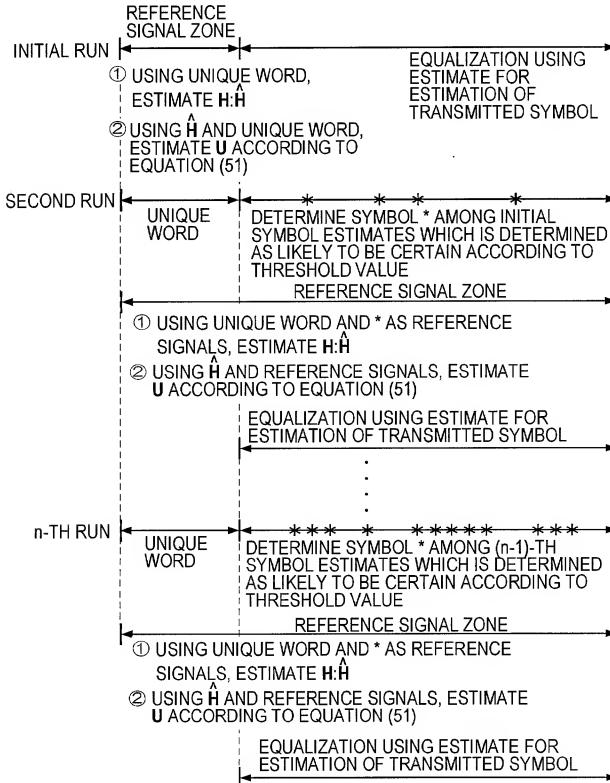 REFERENCE
SIGNAL ZONE
INITIAL RUN
EQUALIZATION USING
ESTIMATE FOR
ESTIMATION OF
TRANSMITTED SYMBOL
① USING UNIQUE WORD,
ESTIMATE H:Ĥ
② USING Ĥ AND UNIQUE WORD,
ESTIMATE U ACCORDING TO
EQUATION (51)
SECOND RUN
* * * *
UNIQUE
WORD
DETERMINE SYMBOL * AMONG INITIAL
SYMBOL ESTIMATES WHICH IS DETERMINED
AS LIKELY TO BE CERTAIN ACCORDING TO
THRESHOLD VALUE
REFERENCE SIGNAL ZONE
① USING UNIQUE WORD AND * AS REFERENCE
SIGNALS, ESTIMATE H:Ĥ
② USING Ĥ AND REFERENCE SIGNALS, ESTIMATE
U ACCORDING TO EQUATION (51)
EQUALIZATION USING ESTIMATE FOR
ESTIMATION OF TRANSMITTED SYMBOL
n-TH RUN
*** * ***** ***
UNIQUE
WORD
DETERMINE SYMBOL * AMONG (n-1)-TH
SYMBOL ESTIMATES WHICH IS DETERMINED
AS LIKELY TO BE CERTAIN ACCORDING TO
THRESHOLD VALUE
REFERENCE SIGNAL ZONE
① USING UNIQUE WORD AND * AS REFERENCE
SIGNALS, ESTIMATE H:Ĥ
② USING Ĥ AND REFERENCE SIGNALS, ESTIMATE
U ACCORDING TO EQUATION (51)
EQUALIZATION USING ESTIMATE FOR
ESTIMATION OF TRANSMITTED SYMBOL